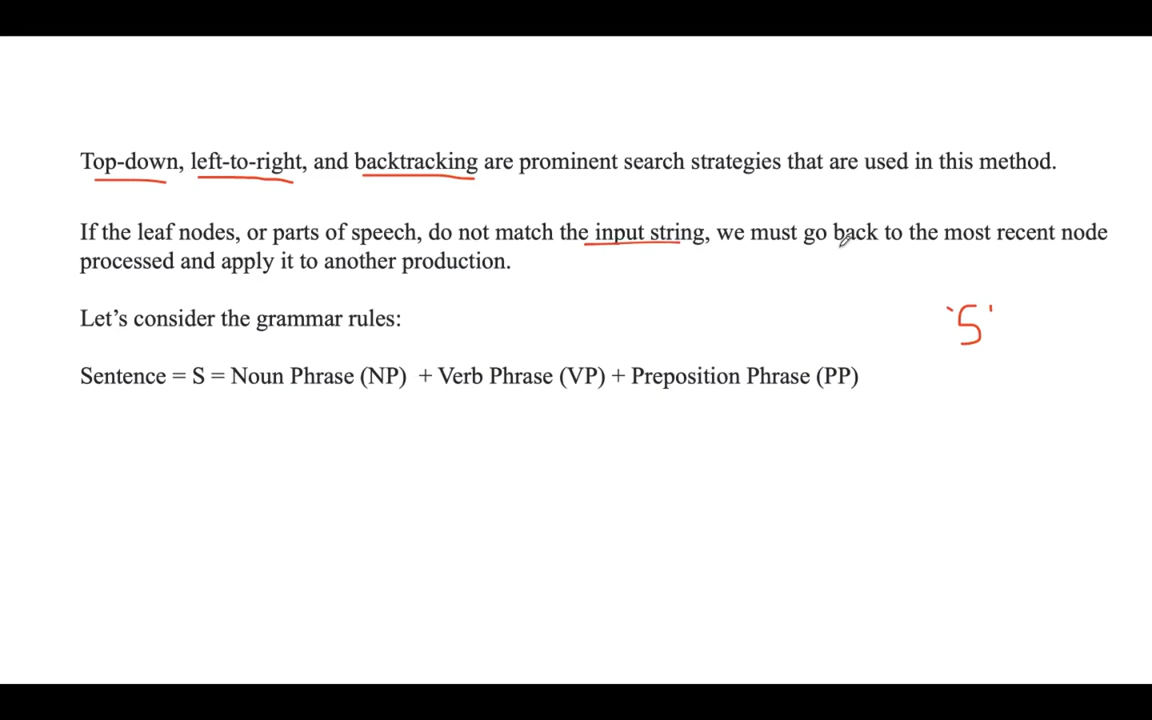 Top-down, left-to-right, and backtracking are prominent search strategies that are used in this method.
If the leaf nodes, or parts of speech, do not match the input string, we must go back to the most recent node
processed and apply it to another production.
Let’s consider the grammar rules:
'S'
Sentence = S = Noun Phrase (NP) + Verb Phrase (VP) + Preposition Phrase (PP)